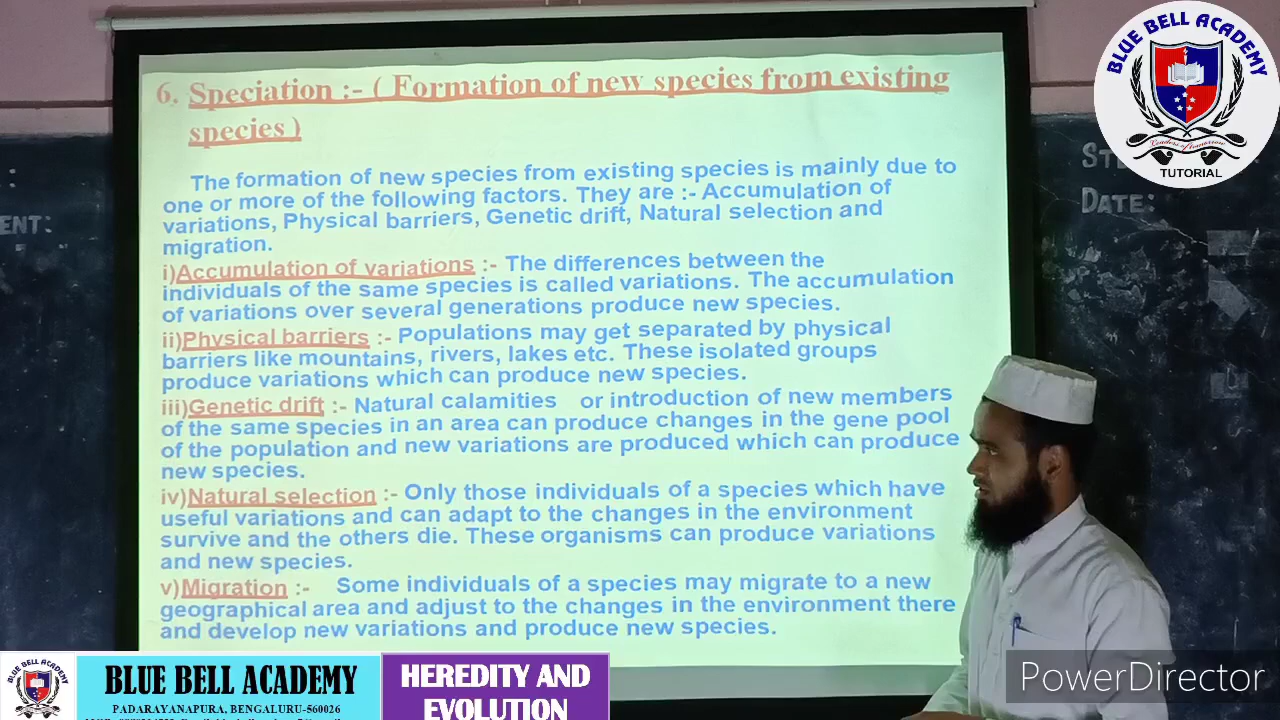 6. Speciation :- ( Formation of new species from existing
species )
The formation of new species from existing species is mainly due to
one or more of the following factors. They are :- Accumulation of
variations, Physical barriers, Genetic drift, Natural selection and
migration.
i)Accumulation of variations :- The differences between the
individuals of the same species is called variations. The accumulation
of variations over several generations produce new species.
ii)Physical barriers :- Populations may get separated by physical
barriers like mountains, rivers, lakes etc. These isolated groups
produce variations which can produce new species.
iii)Genetic drift :- Natural calamities or introduction of new members
of the same species in an area can produce changes in the gene pool
of the population and new variations are produced which can produce
new species.
iv)Natural selection :- Only those individuals of a species which have
useful variations and can adapt to the changes in the environment
survive and the others die. These organisms can produce variations
and new species.
v)Migration :- Some individuals of a species may migrate to a new
geographical area and adjust to the changes in the environment there
and develop new variations and produce new species.
BLUE BELL ACADEMY
Leaders of tomorrow
TUTORIAL
DATE:
ENT:
BLUE BELL ACADEMY
BLUE BELL ACADEMY
PADARAYANAPURA, BENGALURU-560026
HEREDITY AND
EVOLUTION
PowerDirector